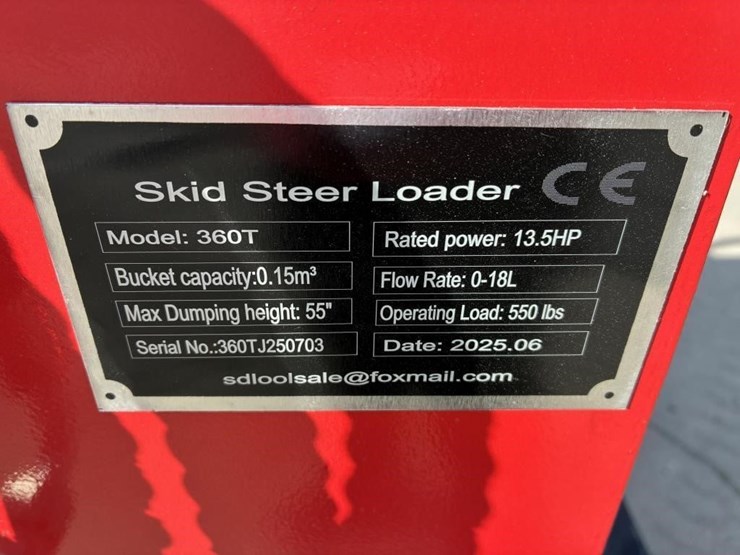 Skid Steer Loader CE
Model: 360T
Rated power: 13.5HP
Bucket capacity:0.15m³
Flow Rate: 0-18L
Max Dumping height: 55"
Operating Load: 550 lbs
Serial No.:360TJ250703
Date: 2025.06
sdloolsale@foxmail.com